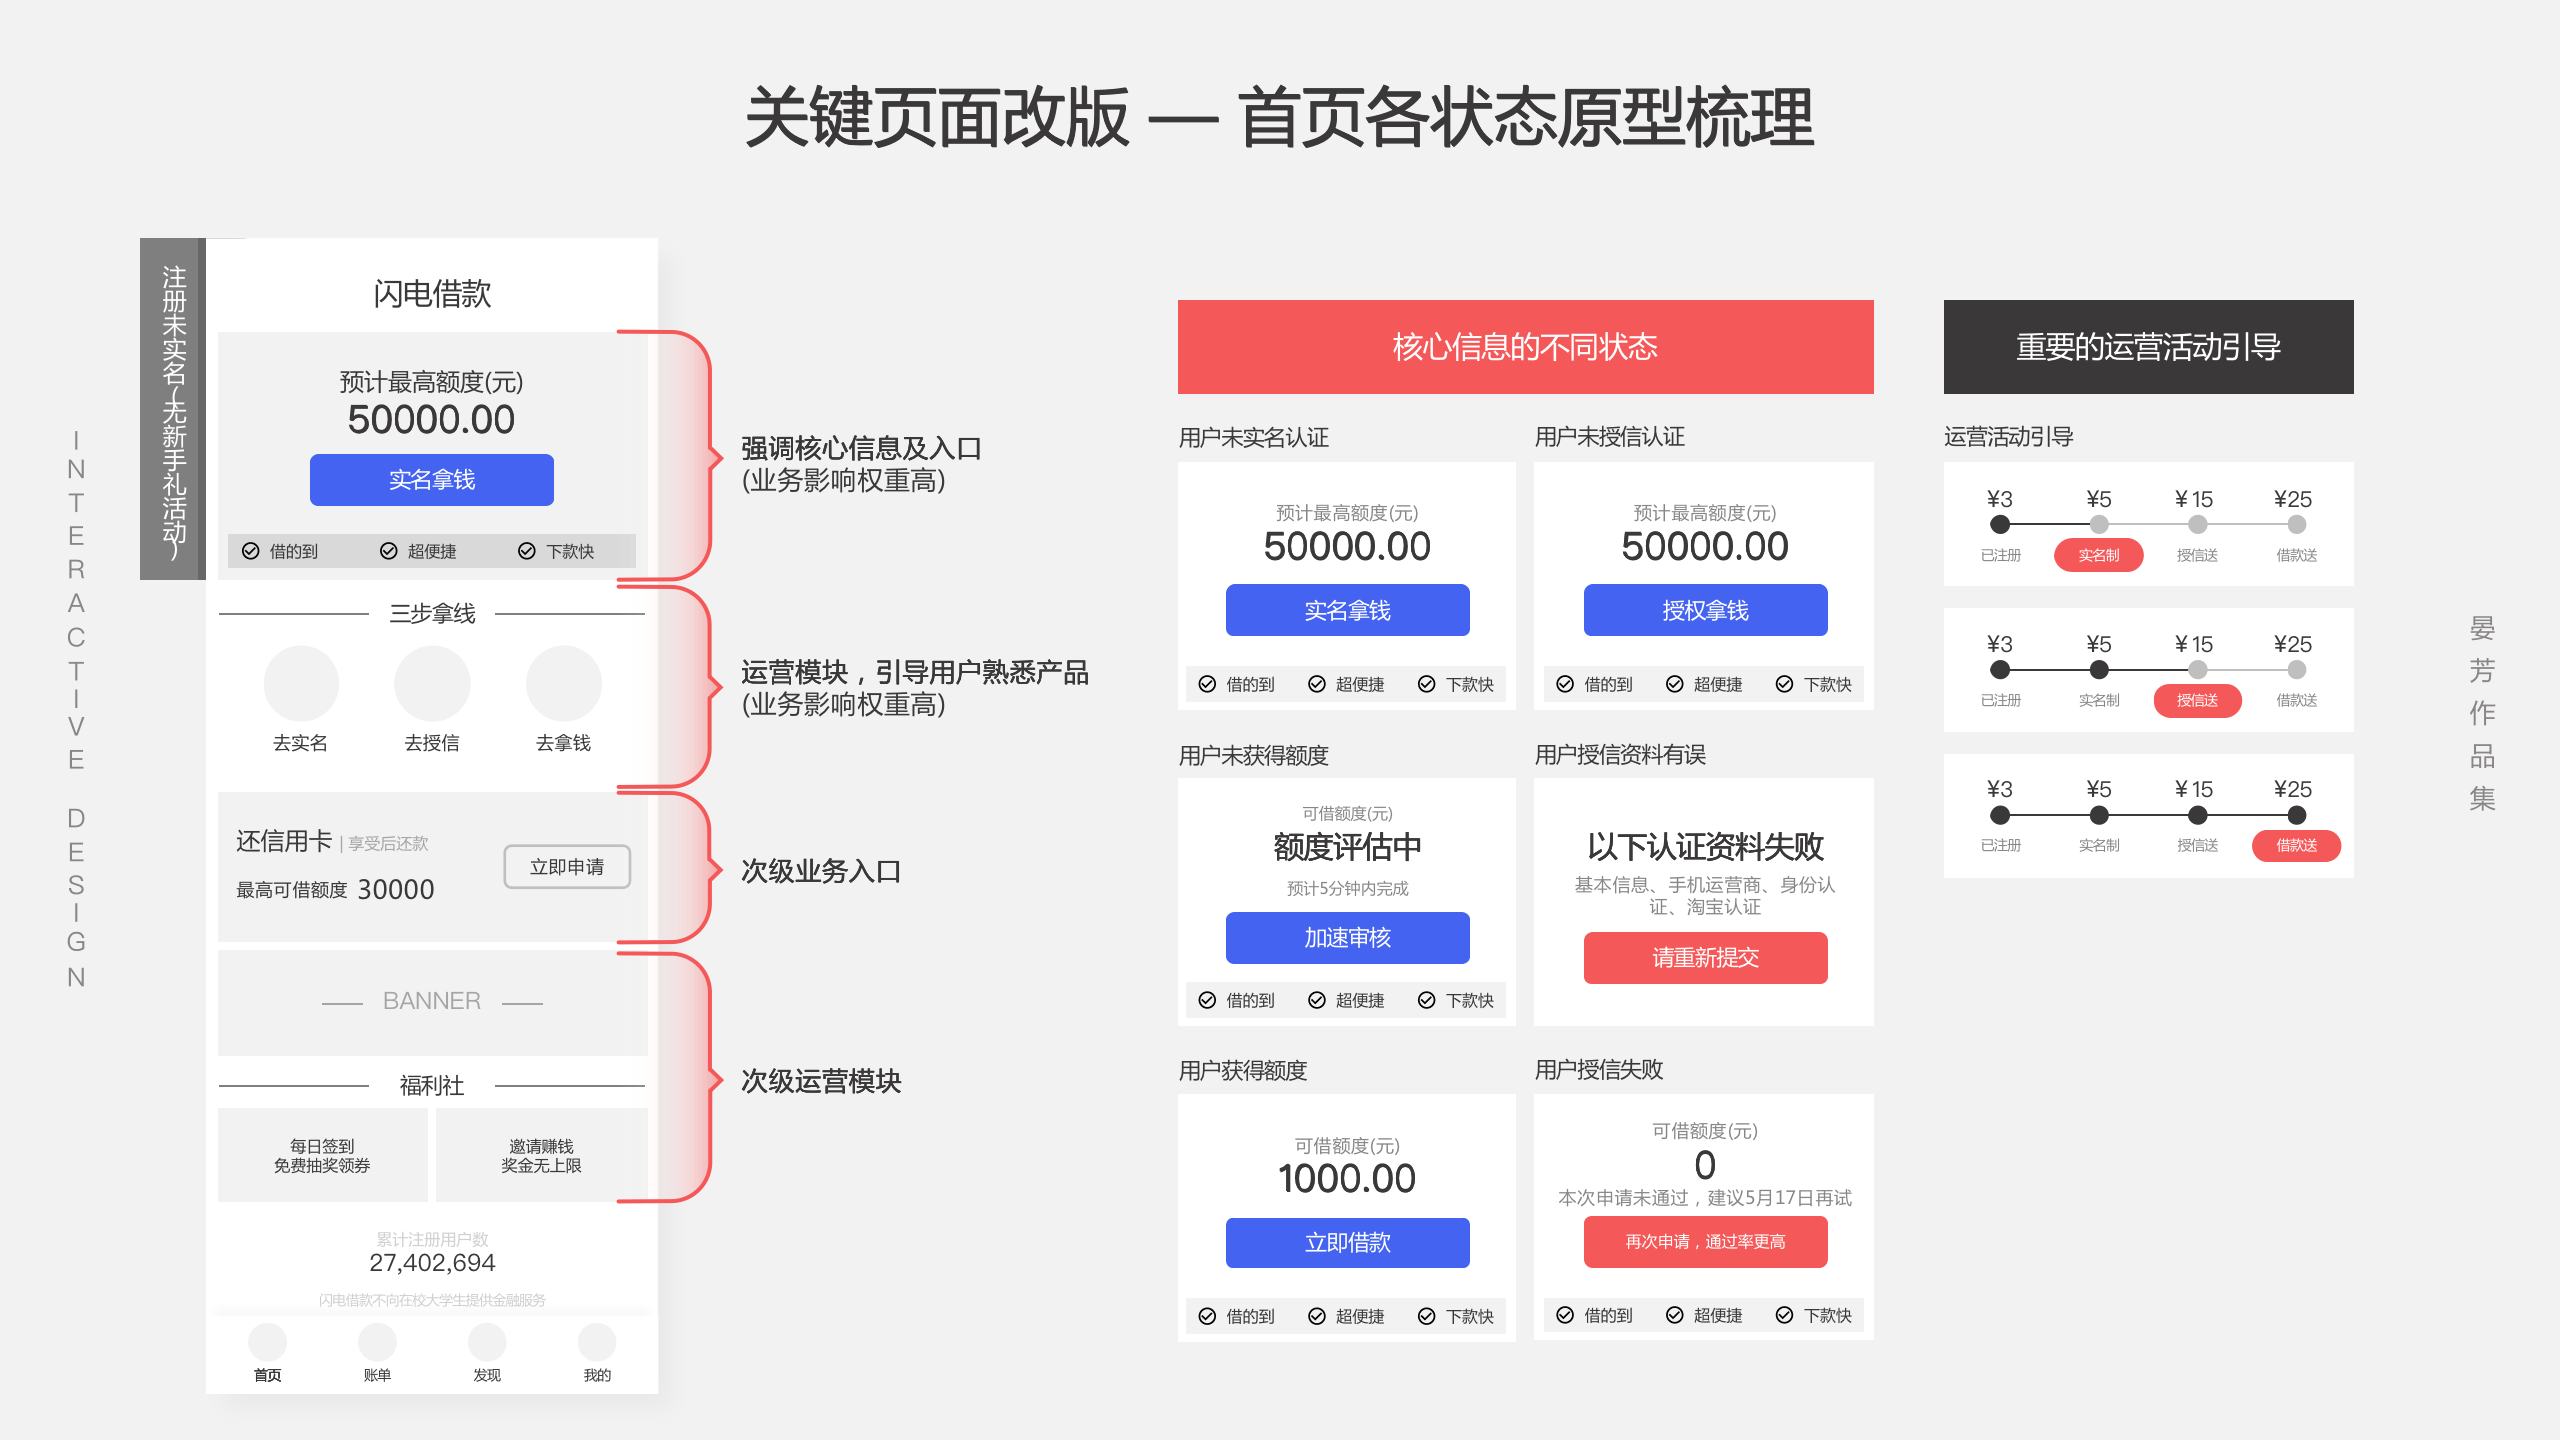 关键页面改版 — 首页各状态原型梳理
INTERACTIVE DESIGN
注册未实名(无新手礼活动)
闪电借款
预计最高额度(元)
50000.00
实名拿钱
借的到 超便捷 下款快
三步拿线
去实名 去授信 去拿钱
还信用卡 | 享受后还款
最高可借额度 30000
立即申请
BANNER
福利社
每日签到
免费抽奖领券
邀请赚钱
奖金无上限
累计注册用户数
27,402,694
闪电借款不向在校大学生提供金融服务
首页 账单 发现 我的
强调核心信息及入口
(业务影响权重高)
运营模块，引导用户熟悉产品
(业务影响权重高)
次级业务入口
次级运营模块
核心信息的不同状态
用户未实名认证
预计最高额度(元)
50000.00
实名拿钱
借的到 超便捷 下款快
用户未授信认证
预计最高额度(元)
50000.00
授权拿钱
借的到 超便捷 下款快
用户未获得额度
可借额度(元)
额度评估中
预计5分钟内完成
加速审核
借的到 超便捷 下款快
用户授信资料有误
以下认证资料失败
基本信息、手机运营商、身份认
证、淘宝认证
请重新提交
用户获得额度
可借额度(元)
1000.00
立即借款
借的到 超便捷 下款快
用户授信失败
可借额度(元)
0
本次申请未通过，建议5月17日再试
再次申请，通过率更高
借的到 超便捷 下款快
重要的运营活动引导
运营活动引导
¥3 ¥5 ¥15 ¥25
已注册 实名制 授信送 借款送
¥3 ¥5 ¥15 ¥25
已注册 实名制 授信送 借款送
¥3 ¥5 ¥15 ¥25
已注册 实名制 授信送 借款送
晏芳作品集